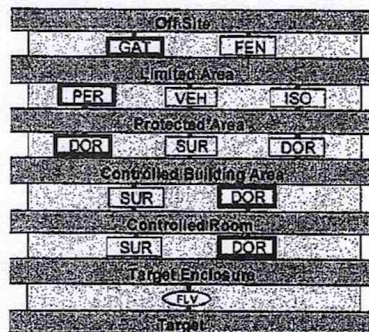 Off Site
GAT FEN
Limited Area
PER VEH ISO
Protected Area
DOR SUR DOR
Controlled Building Area
SUR DOR
Controlled Room
SUR DOR
Target Enclosure
FLV
Target